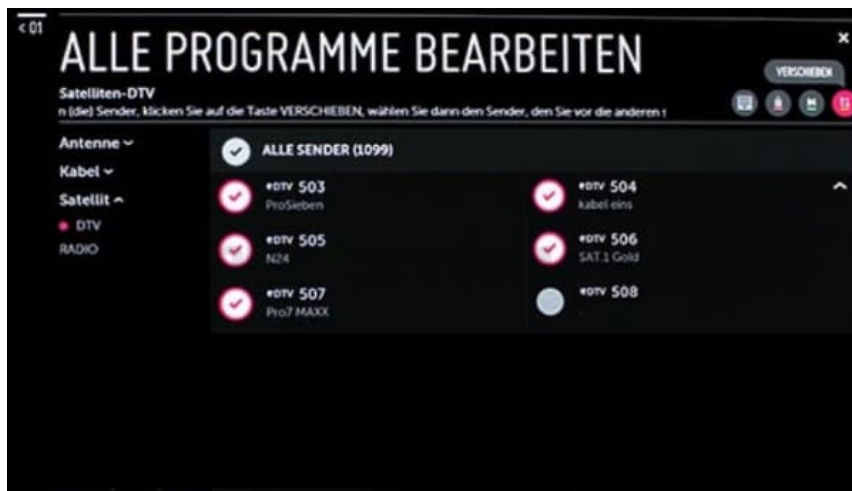 < 01
ALLE PROGRAMME BEARBEITEN
VERSCHIEBEN
Satelliten-DTV
n (die) Sender, klicken Sie auf die Taste VERSCHIEBEN, wählen Sie dann den Sender, den Sie vor die anderen s
Antenne
Kabel
Satellit
DTV
RADIO
ALLE SENDER (1099)
DTV 503
ProSieben
DTV 504
kabel eins
DTV 505
N24
DTV 506
SAT.1 Gold
DTV 507
Pro7 MAXX
DTV 508
.